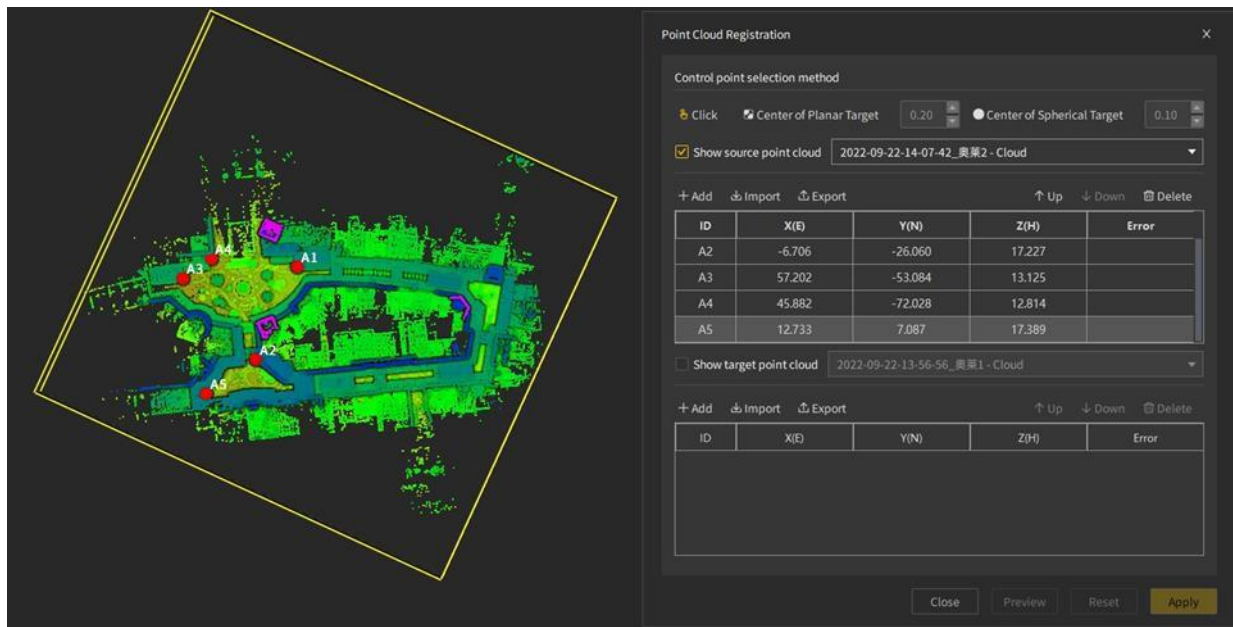 Point Cloud Registration X
Control point selection method
Click Center of Planar Target 0.20 Center of Spherical Target 0.10
Show source point cloud 2022-09-22-14-07-42_奥莱2 - Cloud
+ Add Import Export Up Down Delete
ID X(E) Y(N) Z(H) Error
A2 -6.706 -26.060 17.227
A3 57.202 -53.084 13.125
A4 45.882 -72.028 12.814
A5 12.733 7.087 17.389
Show target point cloud 2022-09-22-13-56-56_奥莱1 - Cloud
+ Add Import Export Up Down Delete
ID X(E) Y(N) Z(H) Error
Close Preview Reset Apply
A4
A1
A3
A2
A5